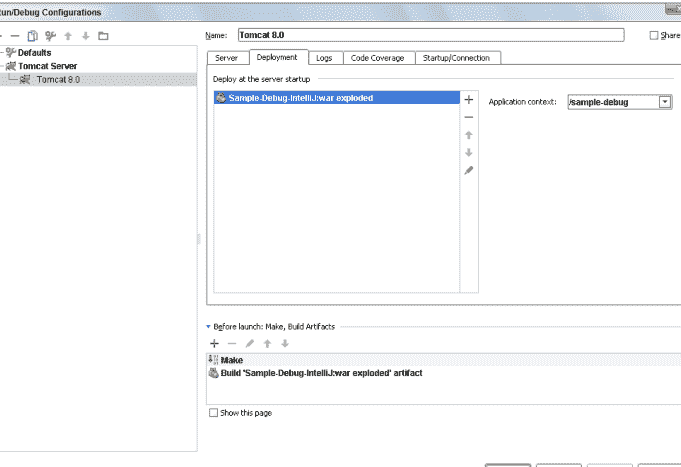 Run/Debug Configurations
Name: Tomcat 8.0
Share
Defaults
Tomcat Server
Tomcat 8.0
Server Deployment Logs Code Coverage Startup/Connection
Deploy at the server startup
Sample-Debug-IntelliJ:war exploded
Application context: /sample-debug
Before launch: Make, Build Artifacts
Make
Build 'Sample-Debug-IntelliJ:war exploded' artifact
Show this page